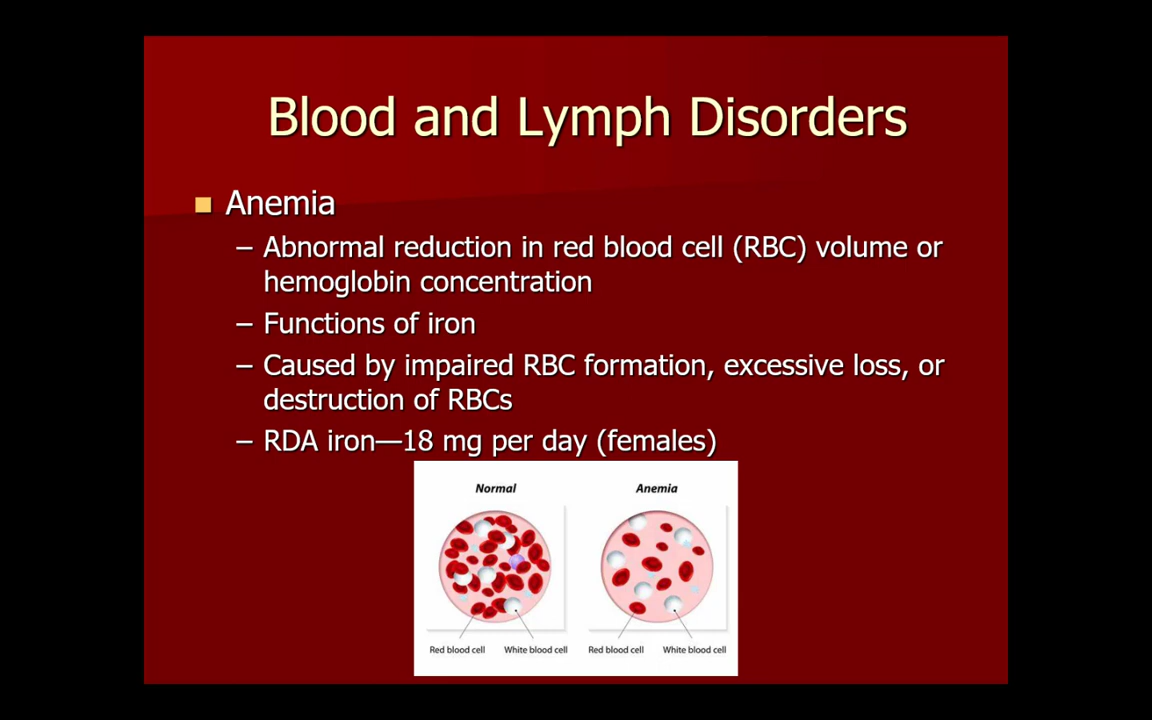 Blood and Lymph Disorders
Anemia
– Abnormal reduction in red blood cell (RBC) volume or
hemoglobin concentration
– Functions of iron
– Caused by impaired RBC formation, excessive loss, or
destruction of RBCs
– RDA iron—18 mg per day (females)
Normal Anemia
Red blood cell White blood cell Red blood cell White blood cell